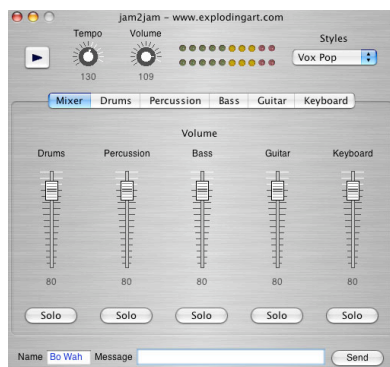 jam2jam - www.explodingart.com
Tempo Volume Styles
Vox Pop
130 109
Mixer Drums Percussion Bass Guitar Keyboard
Volume
Drums Percussion Bass Guitar Keyboard
80 80 80 80 80
Solo Solo Solo Solo Solo
Name Bo Wah Message Send